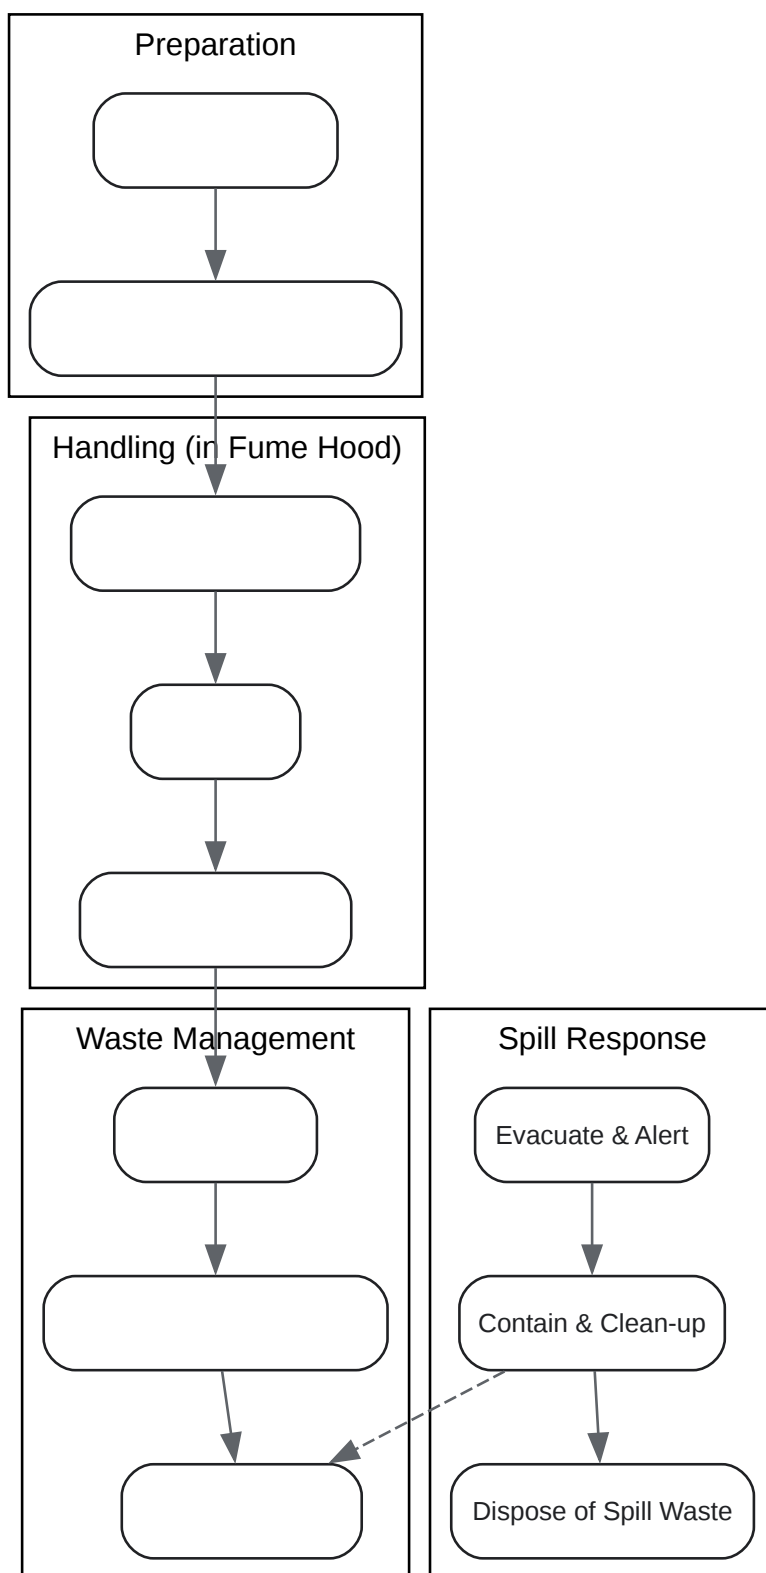 Preparation
Handling (in Fume Hood)
Waste Management
Spill Response
Evacuate & Alert
Contain & Clean-up
Dispose of Spill Waste